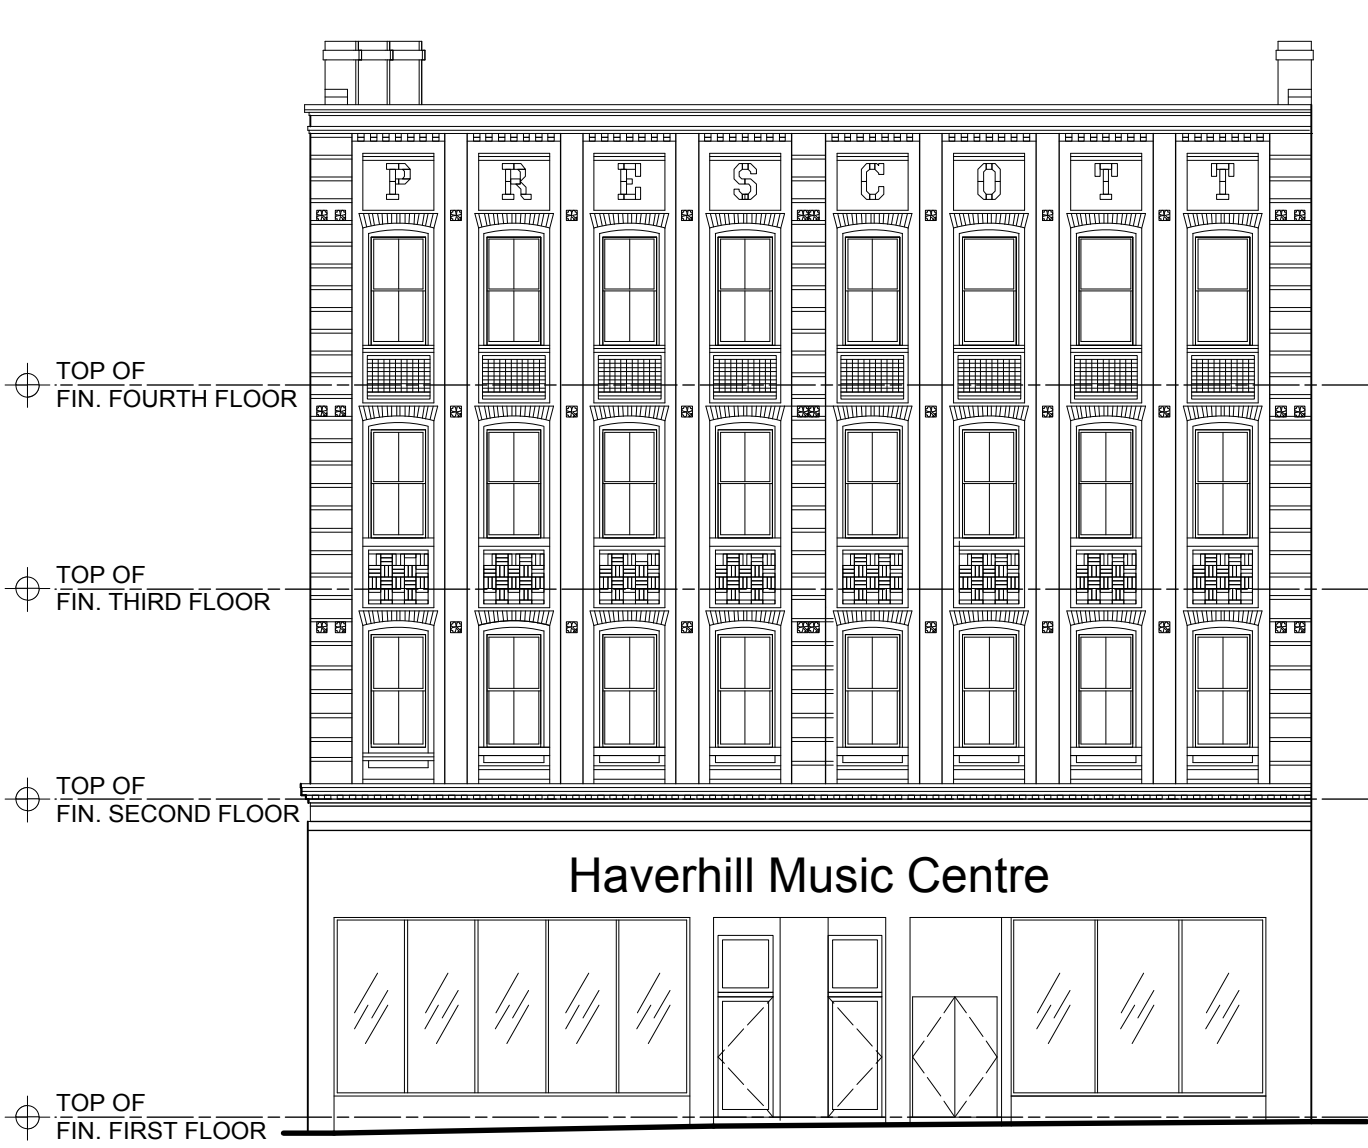 PRESCOTT
TOP OF
FIN. FOURTH FLOOR
TOP OF
FIN. THIRD FLOOR
TOP OF
FIN. SECOND FLOOR
Haverhill Music Centre
TOP OF
FIN. FIRST FLOOR